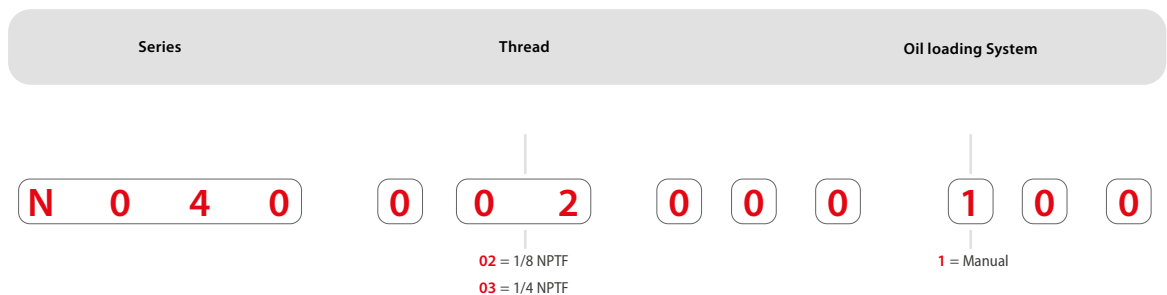 Series Thread Oil loading System
N 0 4 0 0 0 2 0 0 0 1 0 0
02 = 1/8 NPTF 1 = Manual
03 = 1/4 NPTF